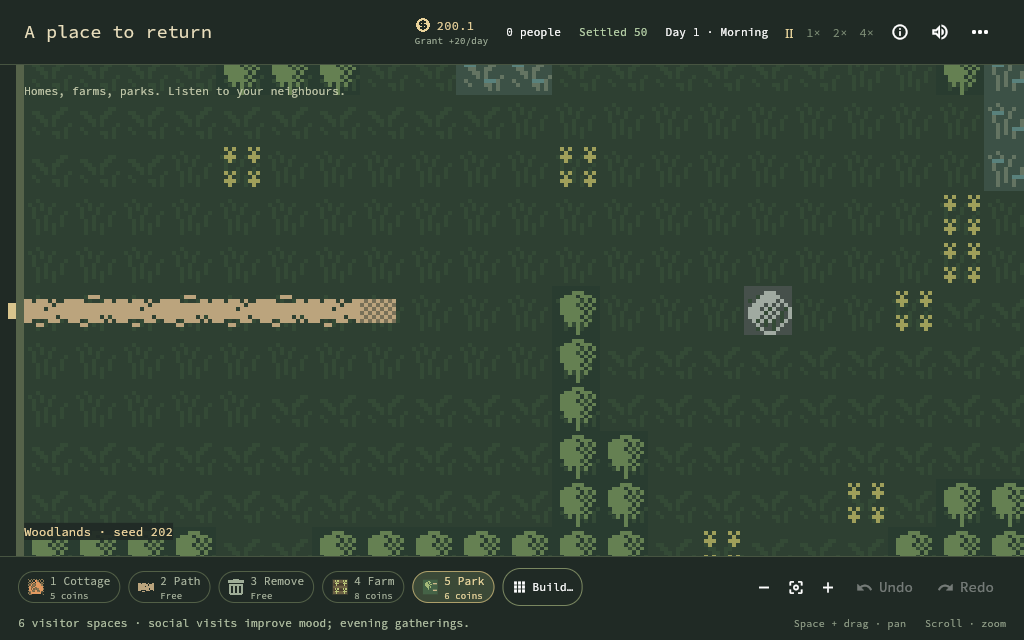 A place to return
200.1
Grant +20/day
0 people
Settled 50
Day 1 · Morning
1×
2×
4×
Homes, farms, parks. Listen to your neighbours.
Woodlands · seed 202
1 Cottage
5 coins
2 Path
Free
3 Remove
Free
4 Farm
8 coins
5 Park
6 coins
Build…
Undo
Redo
6 visitor spaces · social visits improve mood; evening gatherings.
Space + drag · pan
Scroll · zoom